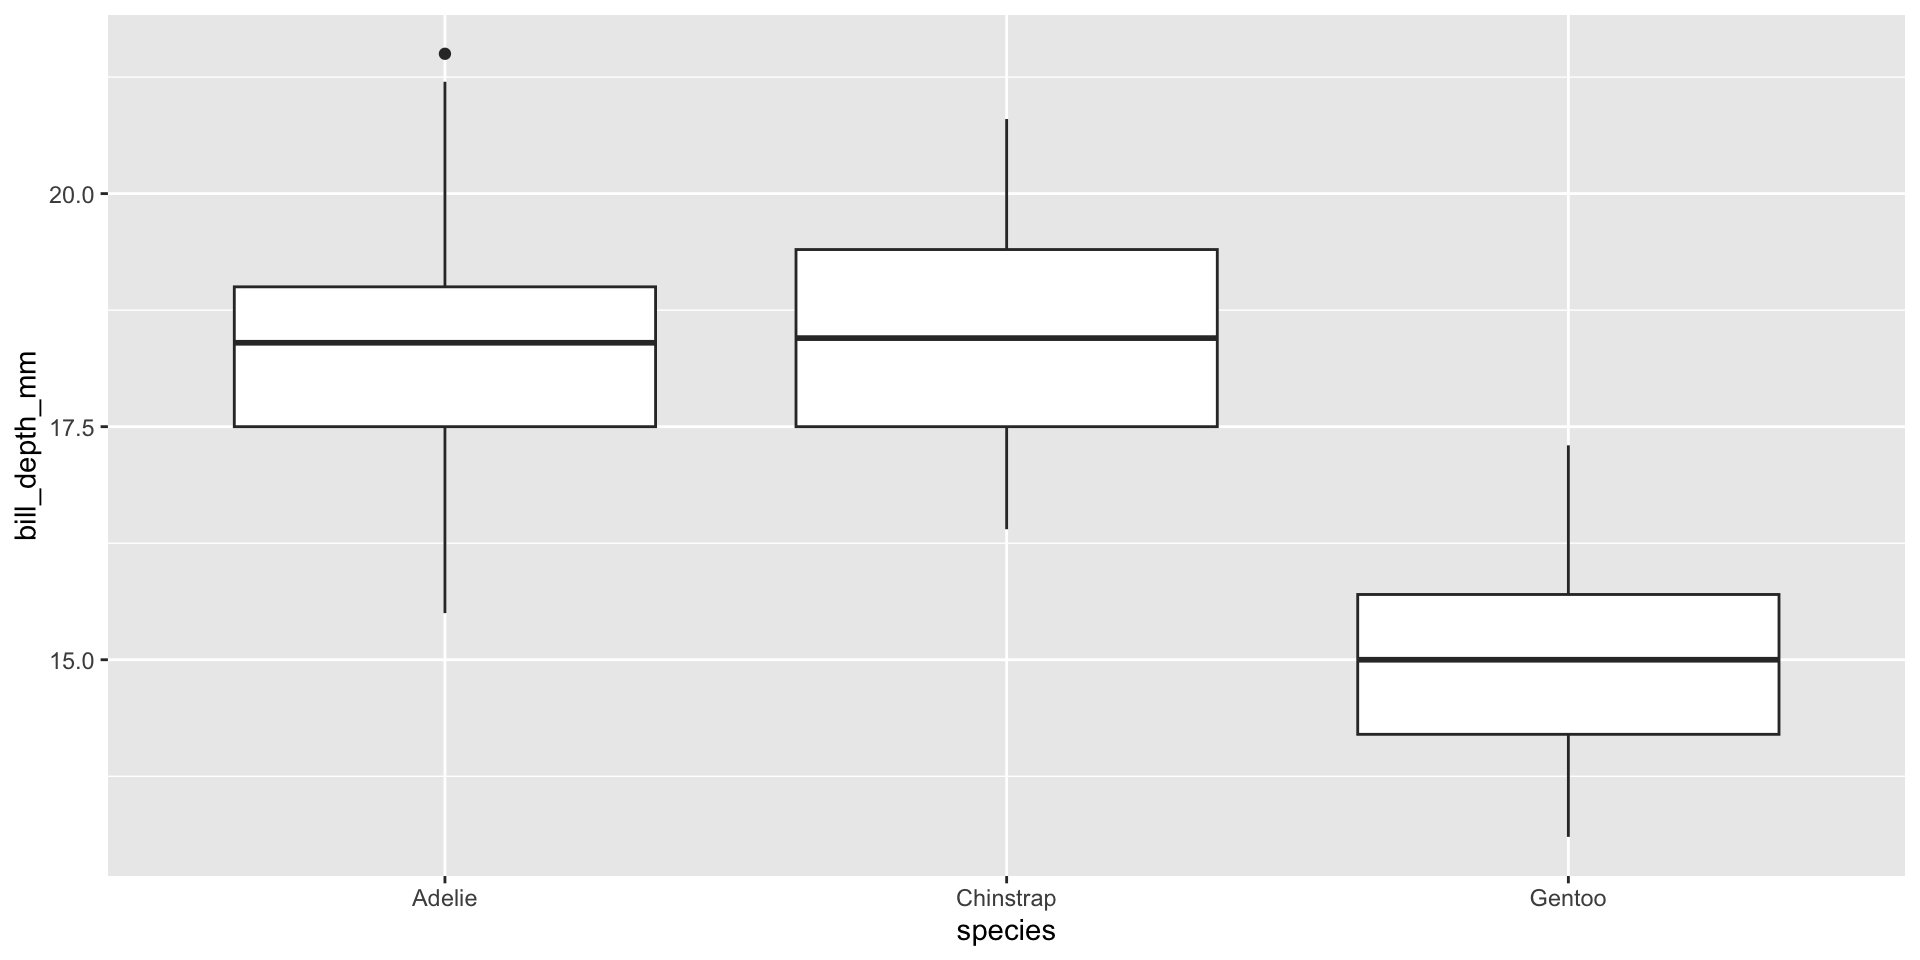 bill_depth_mm
20.0
17.5
15.0
Adelie Chinstrap Gentoo
species